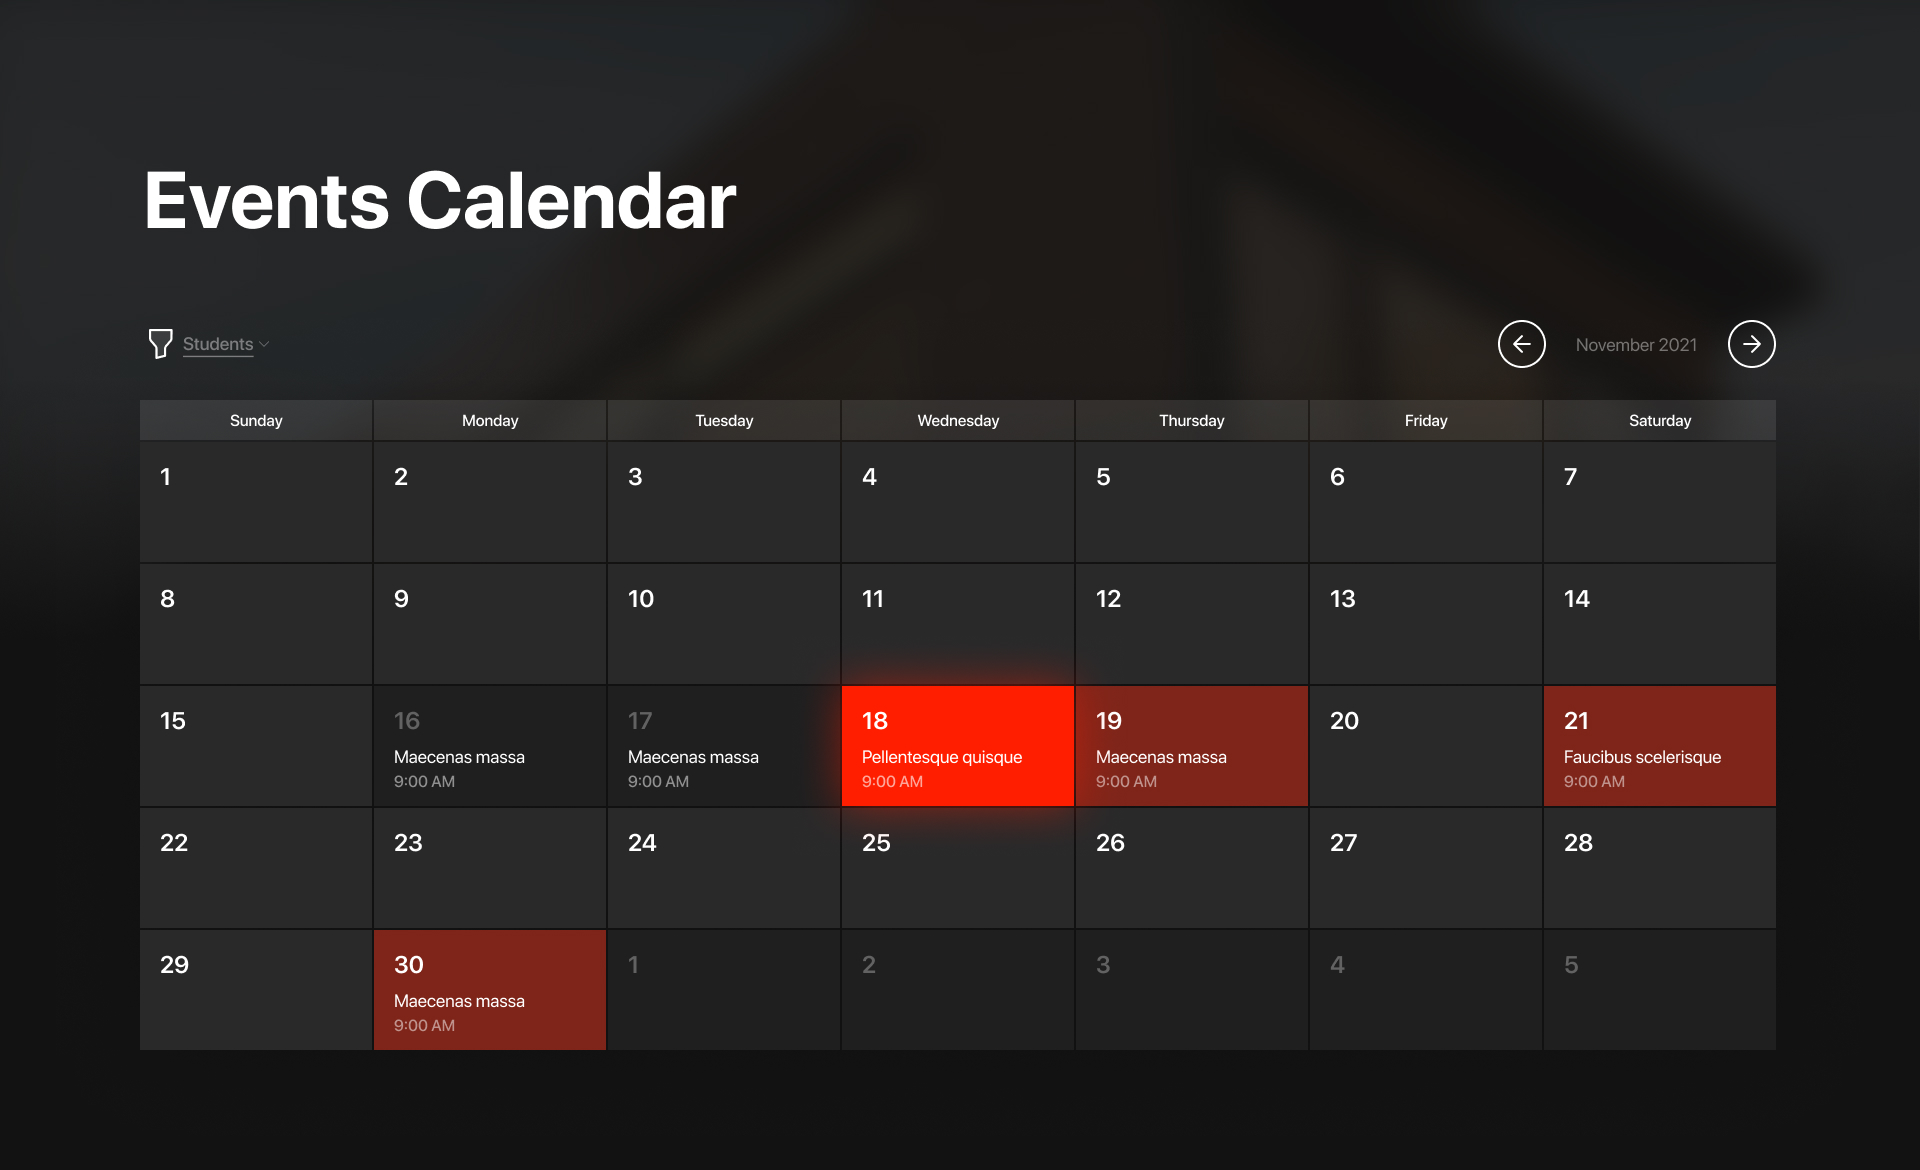 Events Calendar
Students
November 2021
Sunday Monday Tuesday Wednesday Thursday Friday Saturday
1 2 3 4 5 6 7
8 9 10 11 12 13 14
15 16 17 18 19 20 21
Maecenas massa Maecenas massa Pellentesque quisque Maecenas massa Faucibus scelerisque
9:00 AM 9:00 AM 9:00 AM 9:00 AM 9:00 AM
22 23 24 25 26 27 28
29 30 1 2 3 4 5
Maecenas massa
9:00 AM